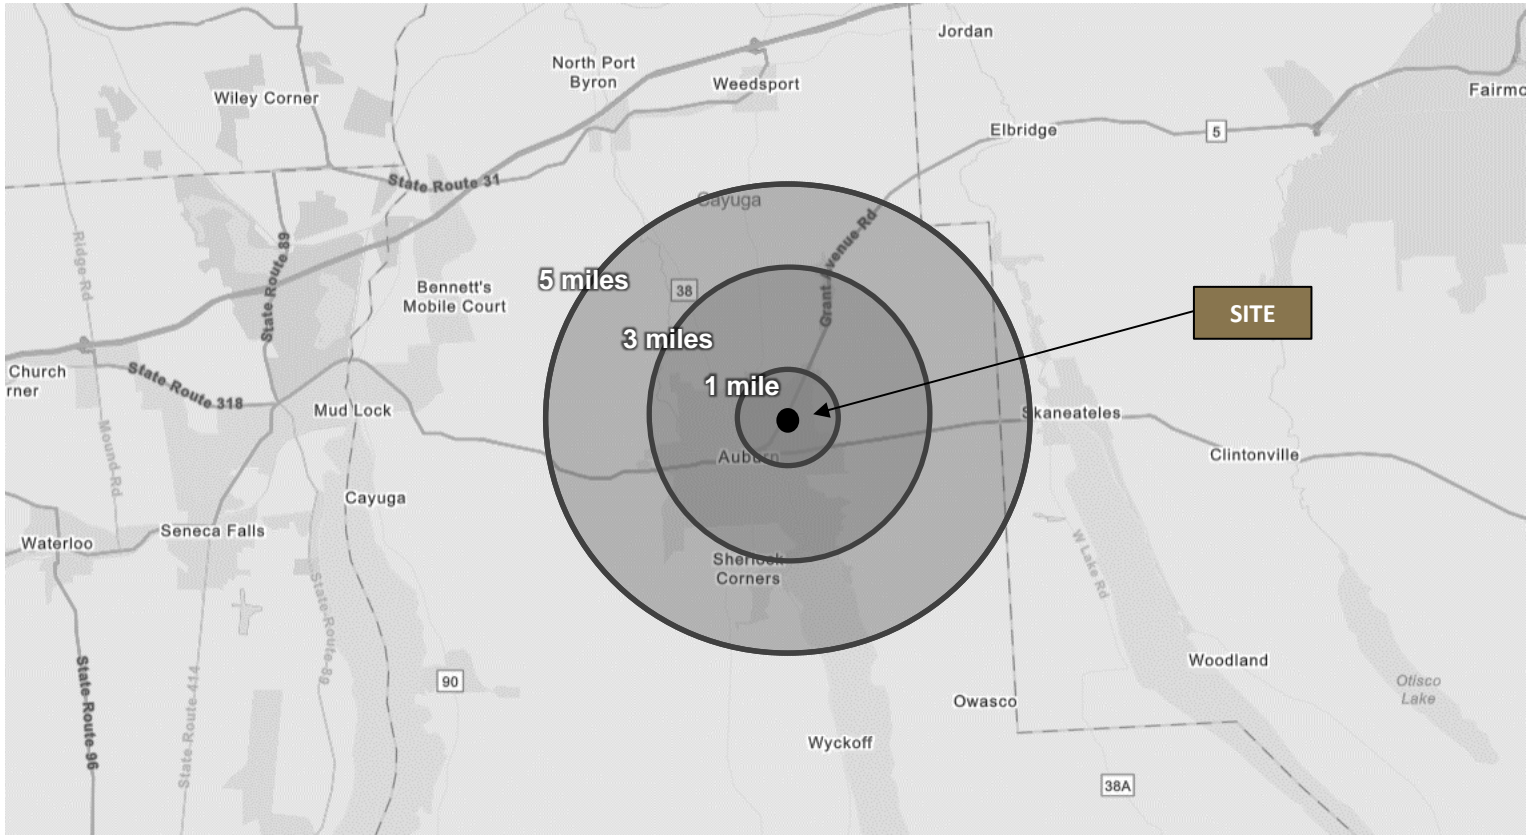 Jordan
North Port
Byron
Weedsport
Wiley Corner
Fairmo
Elbridge
5
State Route 31
Cayuga
Ridge Rd
State Route 89
Grant Avenue Rd
5 miles
38
Bennett's
Mobile Court
SITE
3 miles
Church
rner
State Route 318
1 mile
Mud Lock
Skaneateles
Mound Rd
Auburn
Clintonville
Cayuga
Seneca Falls
Waterloo
Sherlock
Corners
W Lake Rd
State Route 89
Woodland
90
Otisco
Lake
State Route 96
State Route 414
Owasco
Wyckoff
38A